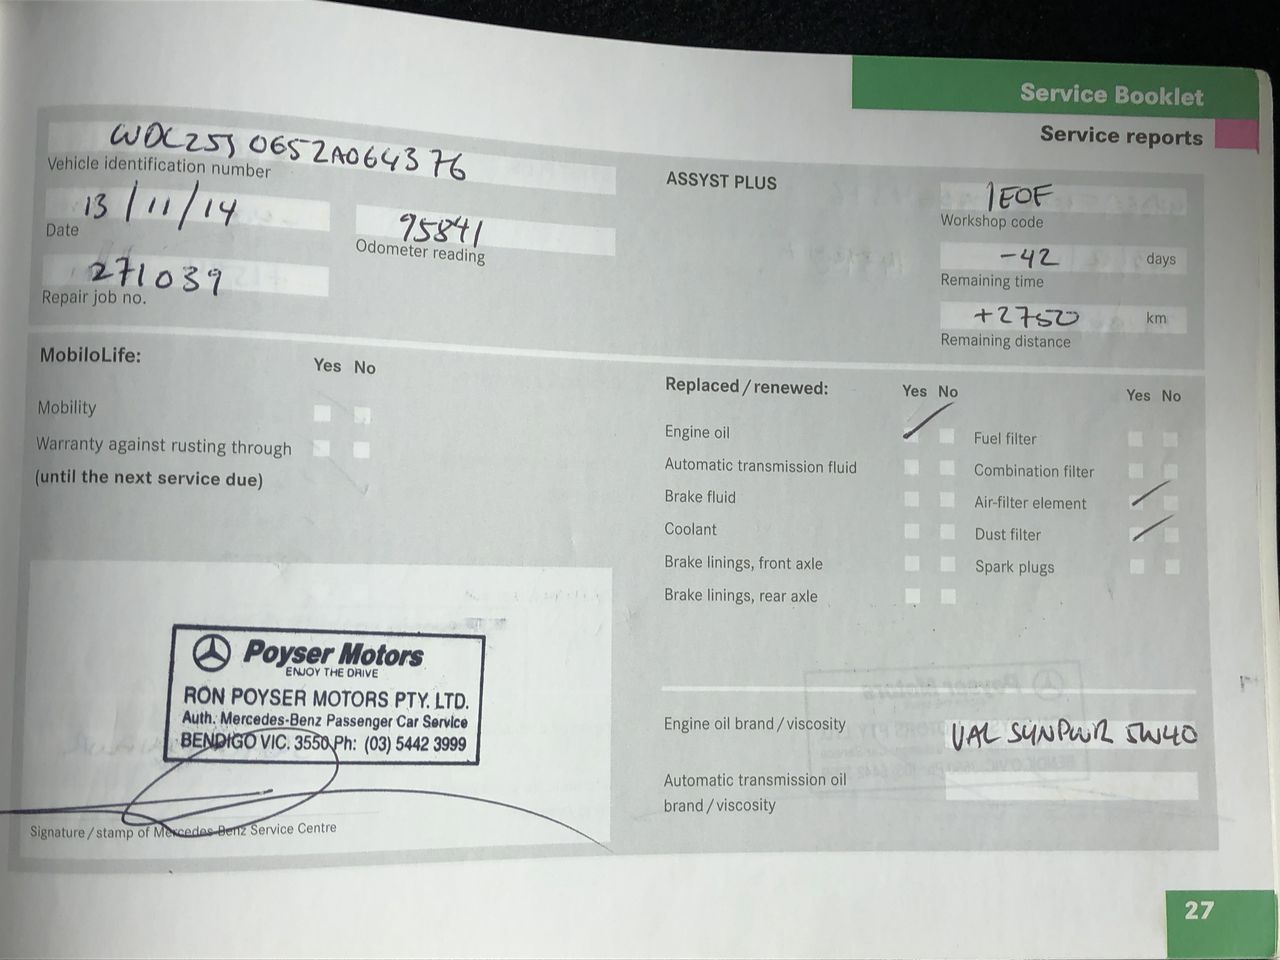 Service Booklet
Service reports
WDC2510652A064376
Vehicle identification number
13/11/14
Date
95841
Odometer reading
271039
Repair job no.
ASSYST PLUS
1EOF
Workshop code
-42 days
Remaining time
+27520 km
Remaining distance
MobiloLife:
Yes No
Mobility
Warranty against rusting through
(until the next service due)
Replaced/renewed:
Yes No
Yes No
Engine oil
Fuel filter
Automatic transmission fluid
Combination filter
Brake fluid
Air-filter element
Coolant
Dust filter
Brake linings, front axle
Spark plugs
Brake linings, rear axle
Poyser Motors
ENJOY THE DRIVE
RON POYSER MOTORS PTY. LTD.
Auth. Mercedes-Benz Passenger Car Service
BENDIGO VIC. 3550 Ph: (03) 5442 3999
Signature/stamp of Mercedes-Benz Service Centre
Engine oil brand/viscosity
VAL SYNPWR 5W40
Automatic transmission oil
brand/viscosity
27